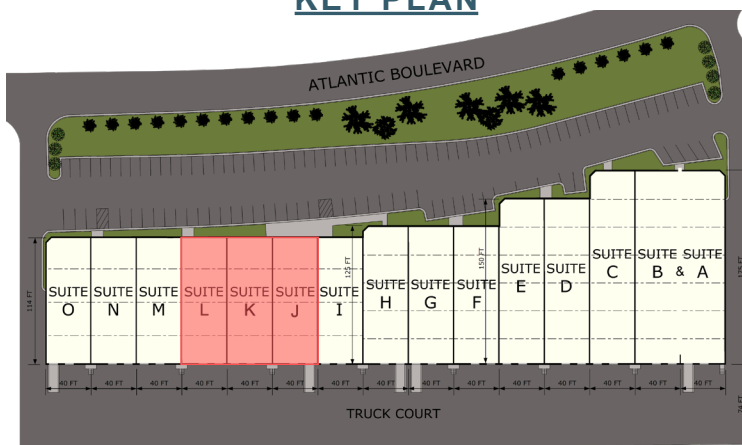 KEY PLAN
ATLANTIC BOULEVARD
SUITE O
SUITE N
SUITE M
SUITE L
SUITE K
SUITE J
SUITE I
SUITE H
SUITE G
SUITE F
SUITE E
SUITE D
SUITE C
SUITE B & SUITE A
114 FT
125 FT
150 FT
175 FT
74 FT
40 FT 40 FT 40 FT 40 FT 40 FT 40 FT 40 FT 40 FT 40 FT 40 FT 40 FT 40 FT 40 FT 40 FT 40 FT
TRUCK COURT